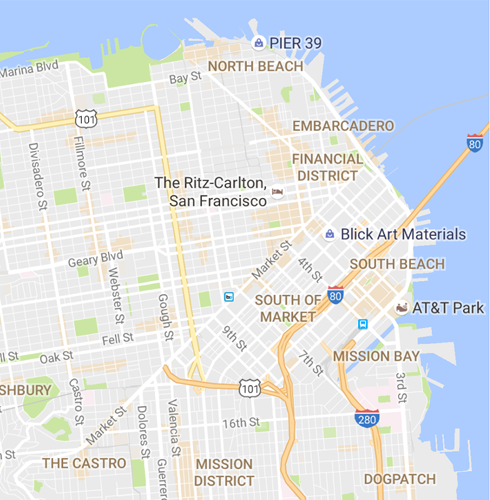 PIER 39
Marina Blvd
NORTH BEACH
Bay St
101
EMBARCADERO
80
Divisadero St
Fillmore St
FINANCIAL
DISTRICT
The Ritz-Carlton,
San Francisco
Blick Art Materials
Market St
Geary Blvd
4th St
SOUTH BEACH
Webster St
Gough St
80
SOUTH OF
MARKET
AT&T Park
9th St
Fell St
ll St
Oak St
7th St
MISSION BAY
SHBURY
Castro St
101
3rd St
Market St
Dolores St
Valencia St
16th St
280
Guerre
THE CASTRO
MISSION
DISTRICT
DOGPATCH